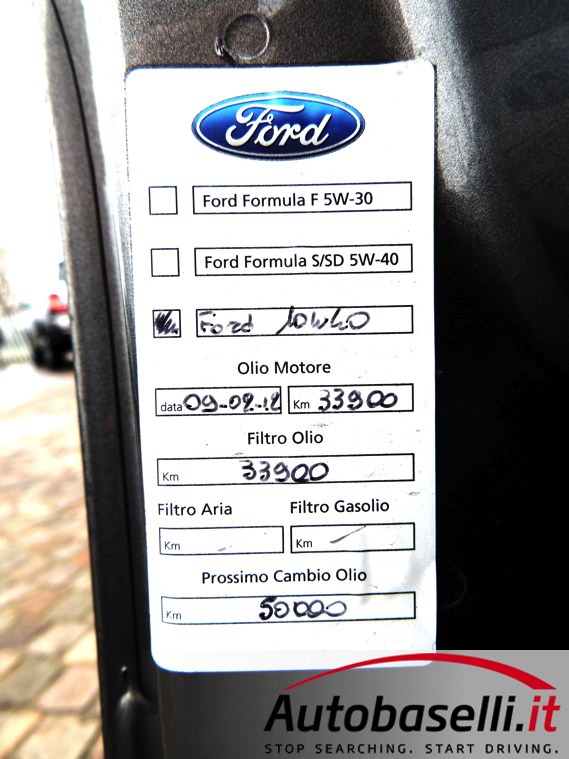 Ford
Ford Formula F 5W-30
Ford Formula S/SD 5W-40
Ford 10W40
Olio Motore
data 09-02-12 Km 33900
Filtro Olio
Km 33900
Filtro Aria Filtro Gasolio
Km Km
Prossimo Cambio Olio
Km 50000
Autobaselli.it
STOP SEARCHING. START DRIVING.